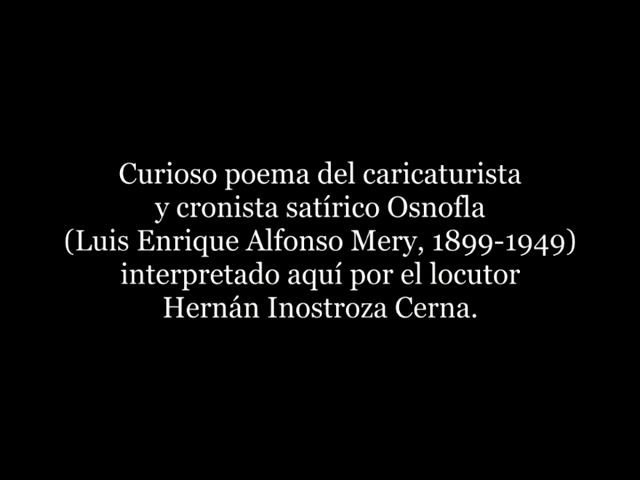 Curioso poema del caricaturista
y cronista satírico Osnofla
(Luis Enrique Alfonso Mery, 1899-1949)
interpretado aquí por el locutor
Hernán Inostroza Cerna.